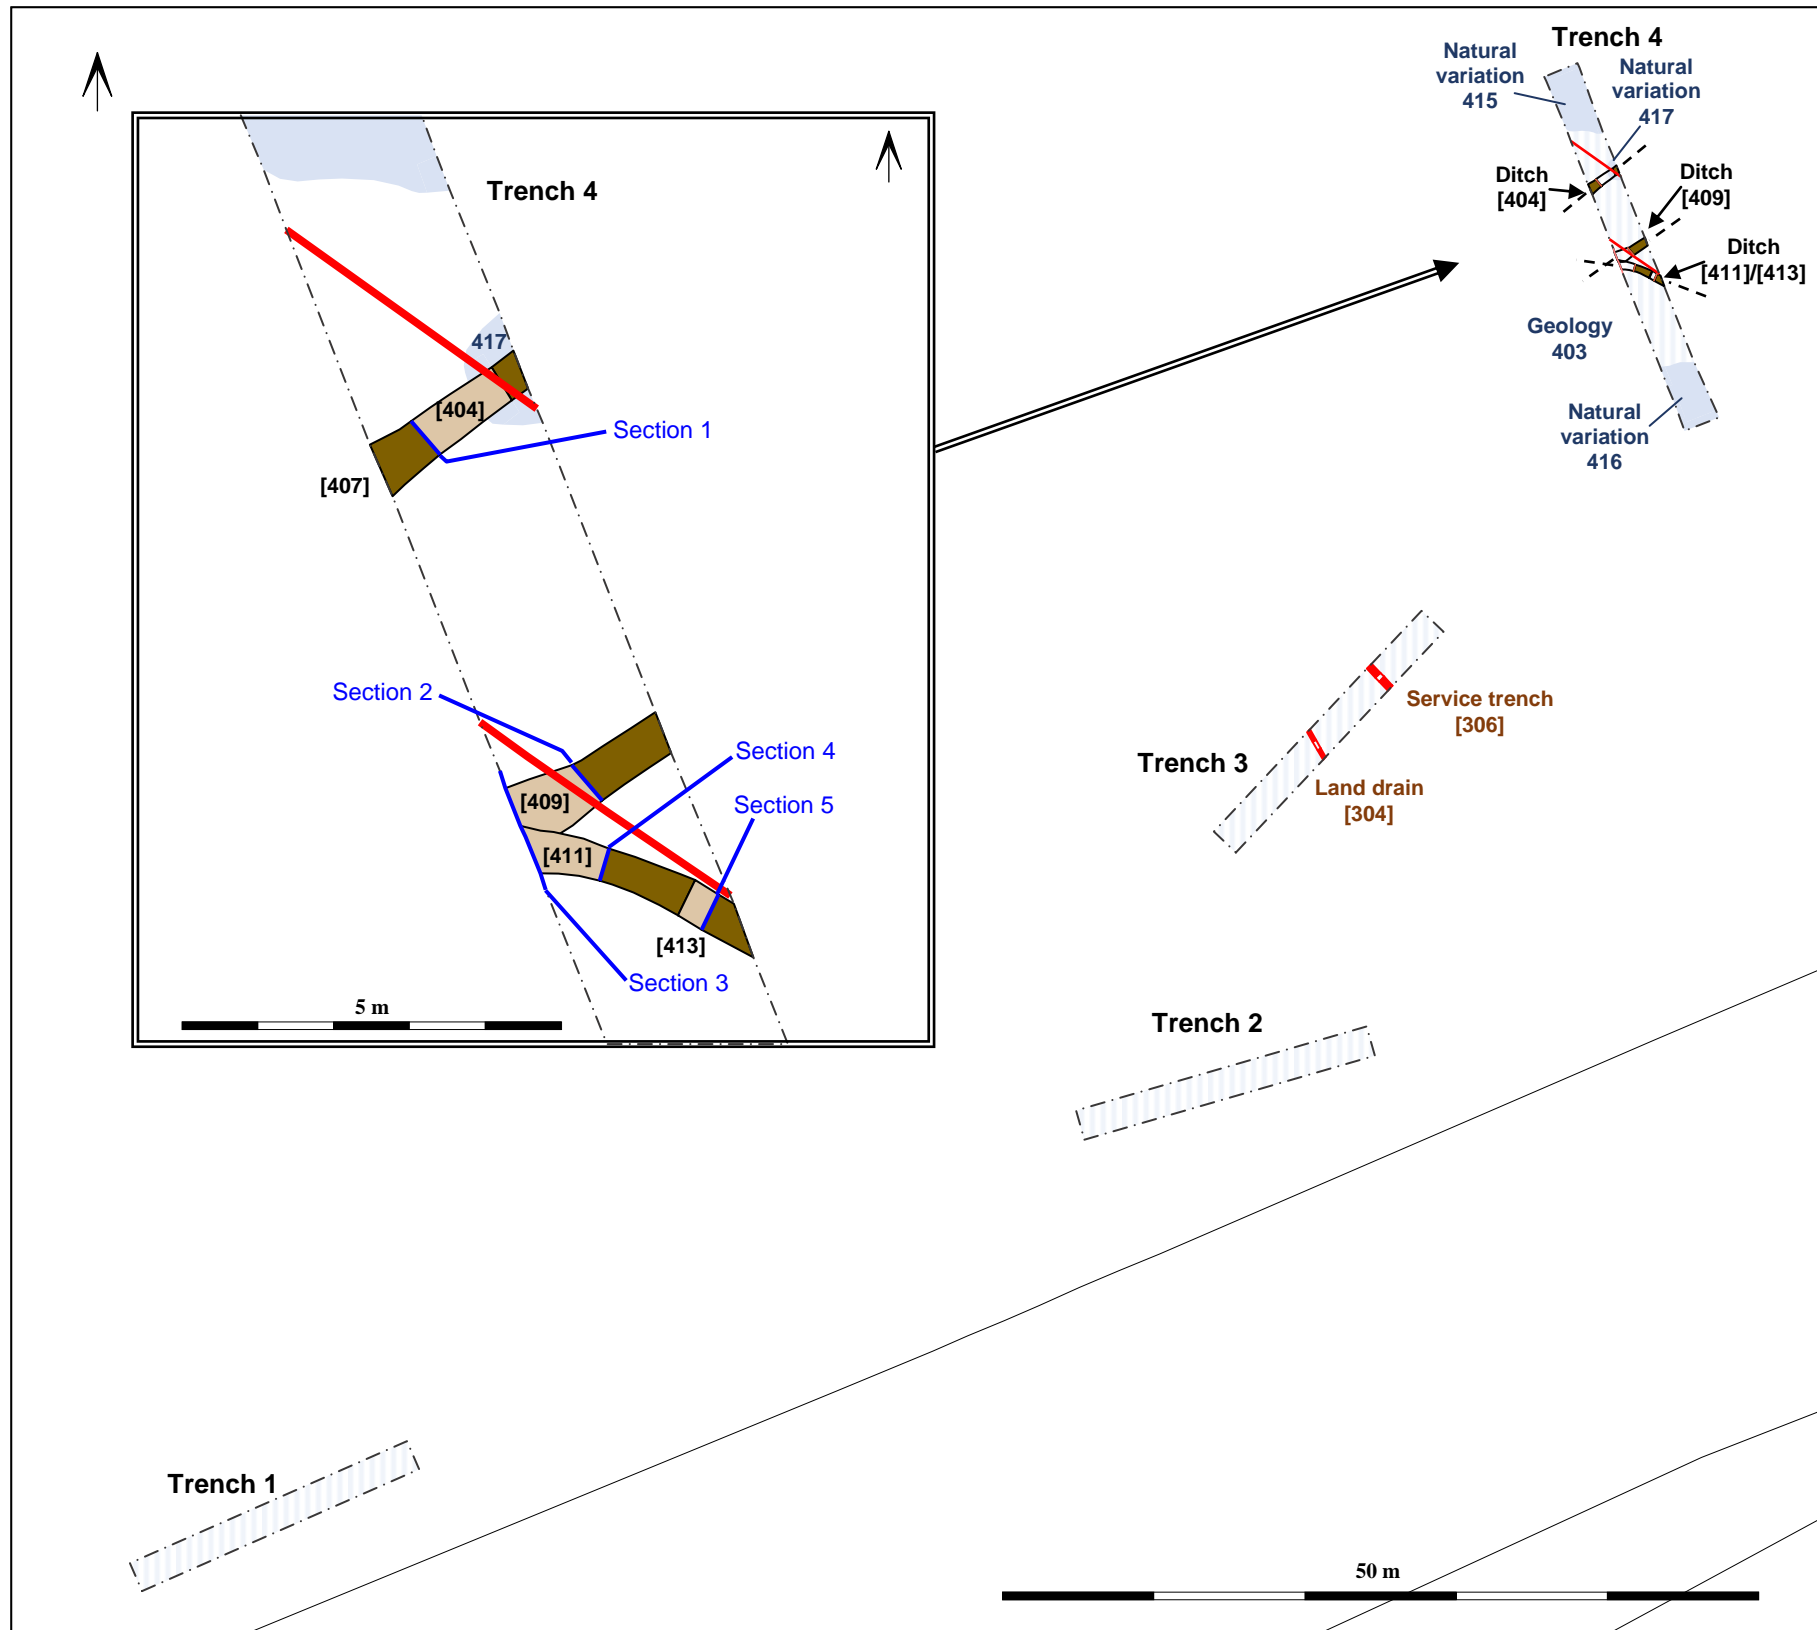 Trench 4
Natural
variation
415
Natural
variation
417
Ditch
[404]
Ditch
[409]
Ditch
[411]/[413]
Geology
403
Natural
variation
416
Trench 4
417
[404]
Section 1
[407]
Section 2
Section 4
[409]
Section 5
[411]
[413]
Section 3
5 m
Service trench
[306]
Trench 3
Land drain
[304]
Trench 2
Trench 1
50 m